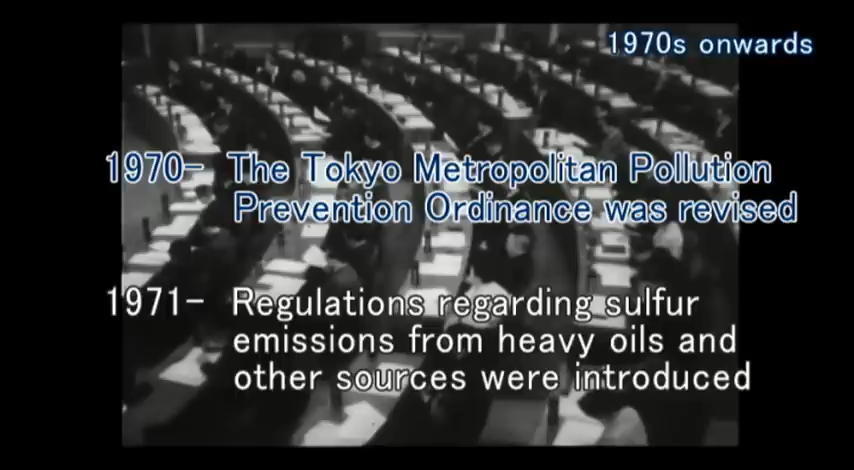 1970s onwards
1970- The Tokyo Metropolitan Pollution
Prevention Ordinance was revised
1971- Regulations regarding sulfur
emissions from heavy oils and
other sources were introduced